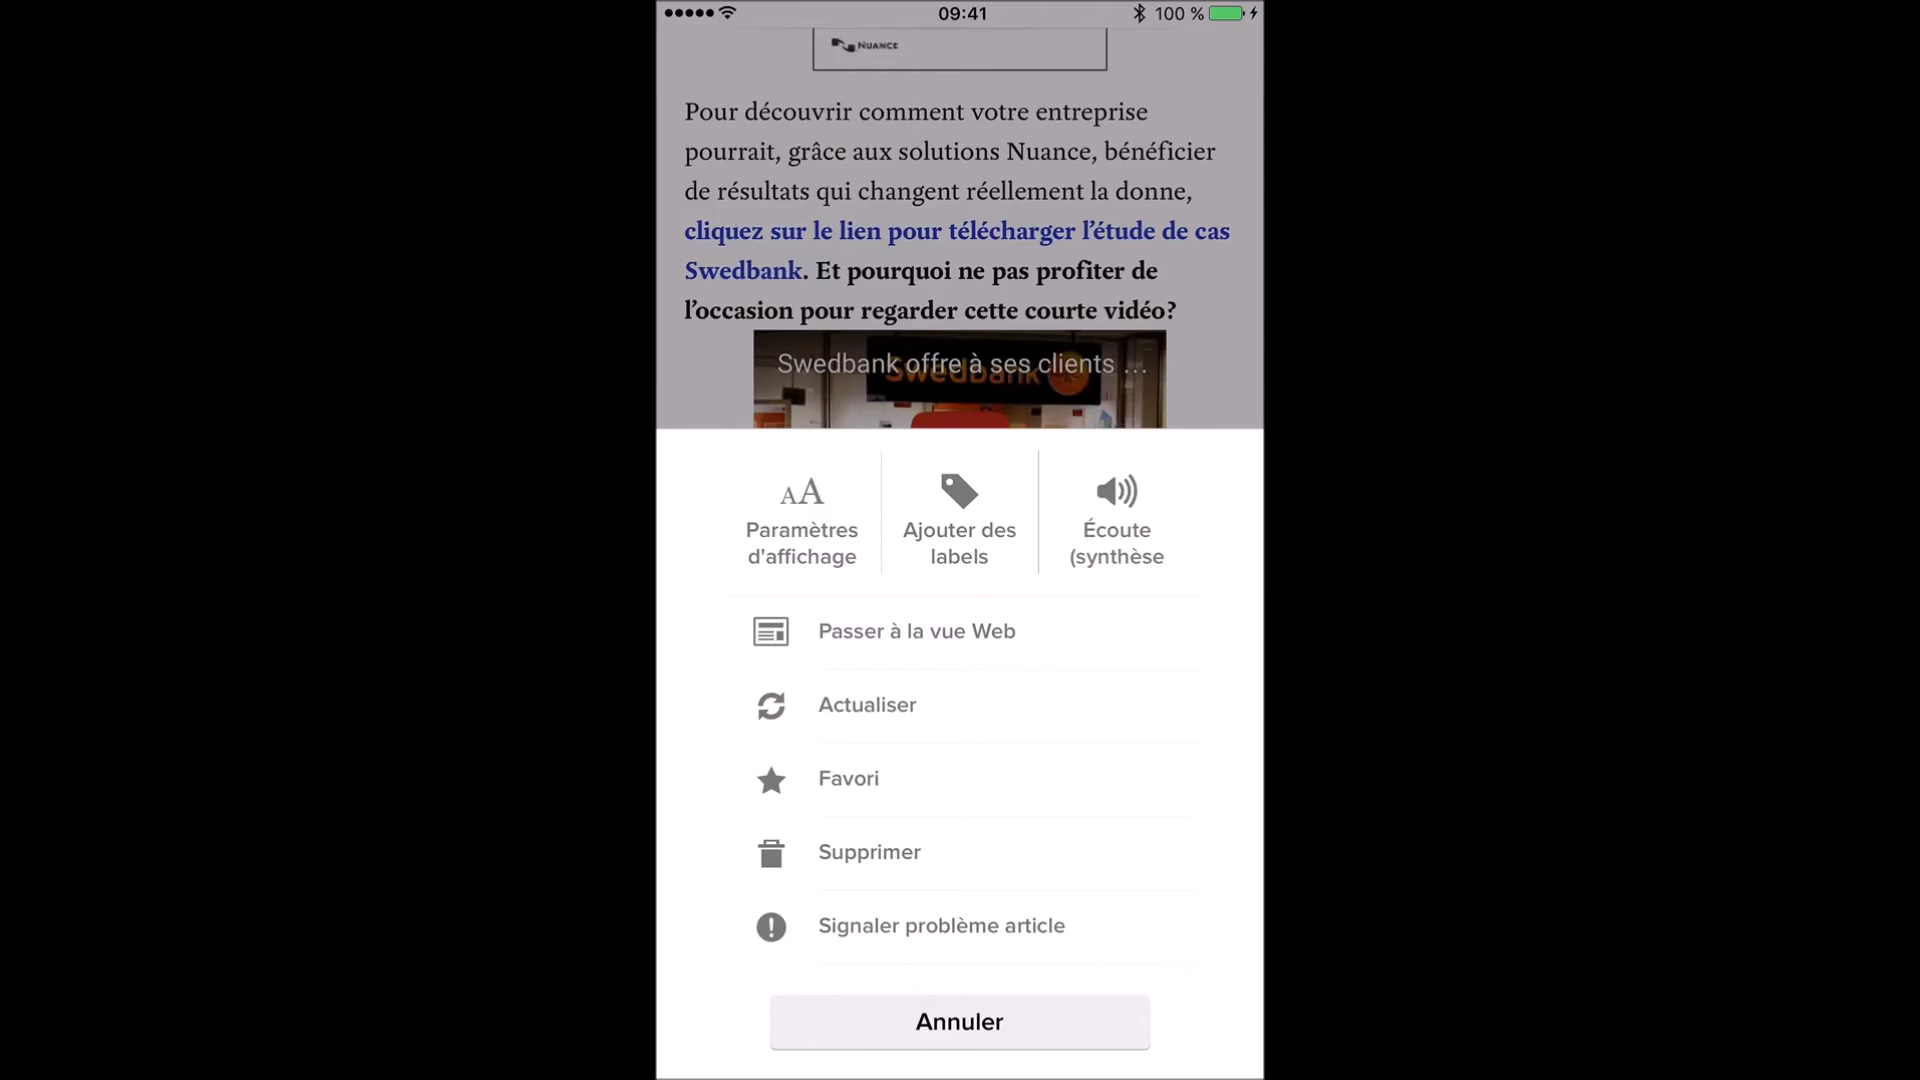 09:41
100 %
NUANCE
Pour découvrir comment votre entreprise
pourrait, grâce aux solutions Nuance, bénéficier
de résultats qui changent réellement la donne,
cliquez sur le lien pour télécharger l’étude de cas
Swedbank. Et pourquoi ne pas profiter de
l’occasion pour regarder cette courte vidéo?
Swedbank offre à ses clients ...
Swedbank
AA
Paramètres
d'affichage
Ajouter des
labels
Écoute
(synthèse
Passer à la vue Web
Actualiser
Favori
Supprimer
Signaler problème article
Annuler